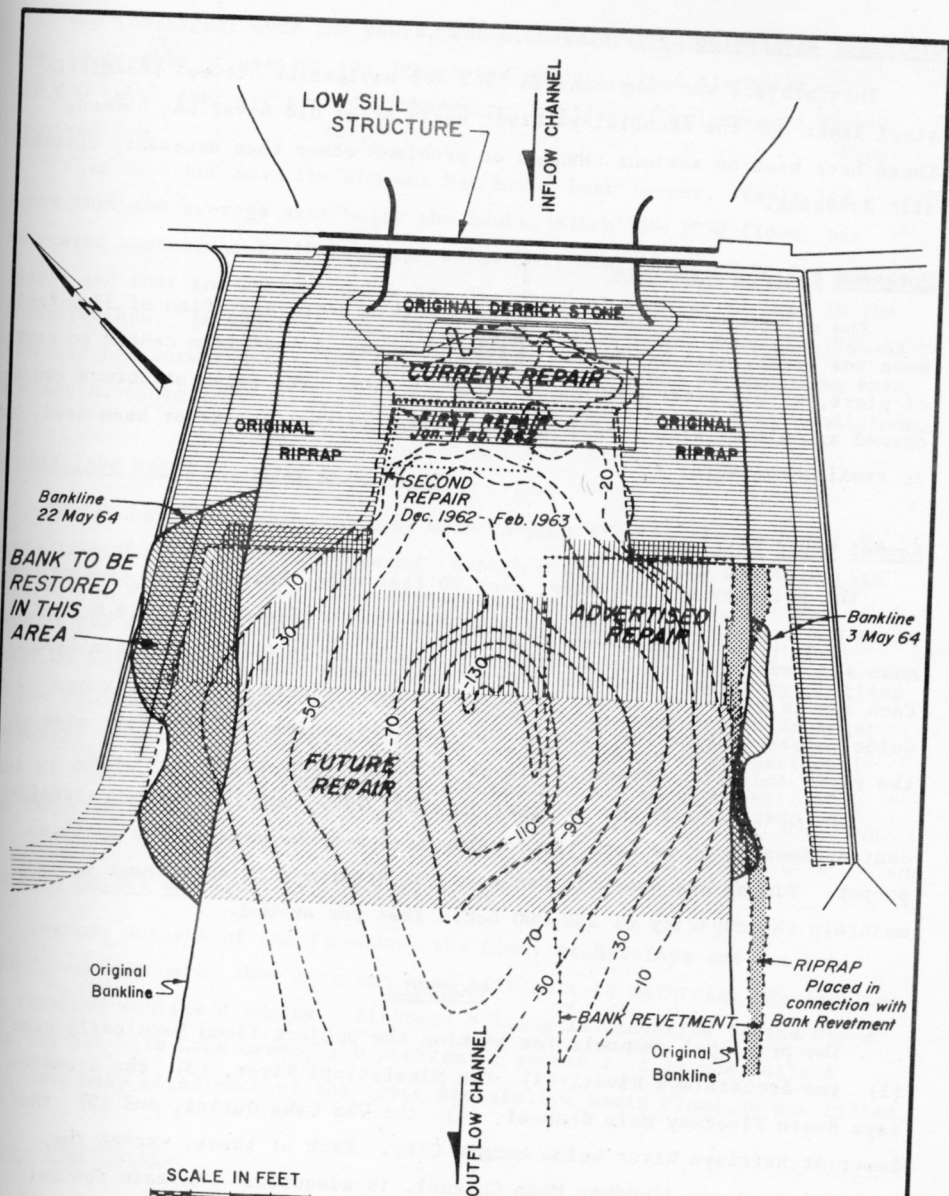 LOW SILL
STRUCTURE
INFLOW CHANNEL
ORIGINAL DERRICK STONE
CURRENT REPAIR
FIRST REPAIR
Jan.-Feb. 1962
ORIGINAL
RIPRAP
ORIGINAL
RIPRAP
-20
SECOND
REPAIR
Dec. 1962 - Feb. 1963
Bankline
22 May 64
BANK TO BE
RESTORED
IN THIS
AREA
-10
-30
-50
-70
-130
ADVERTISED
REPAIR
Bankline
3 May 64
FUTURE
REPAIR
-110
-90
-70
-50
-30
-10
Original
Bankline
BANK REVETMENT
RIPRAP
Placed in
connection with
Bank Revetment
Original
Bankline
OUTFLOW CHANNEL
SCALE IN FEET